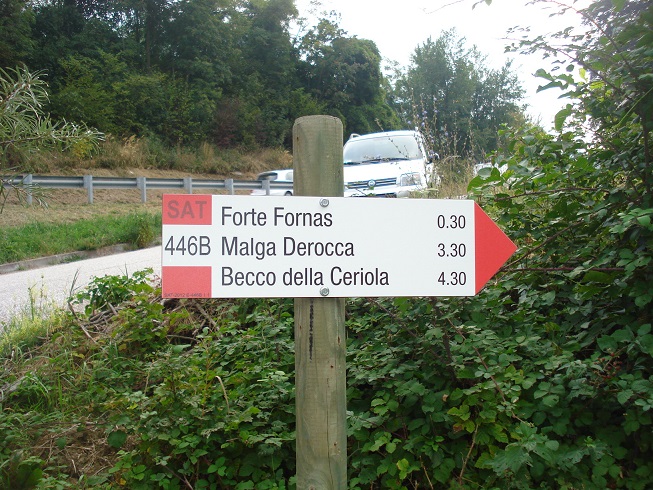 SAT Forte Fornas 0.30
446B Malga Derocca 3.30
Becco della Ceriola 4.30